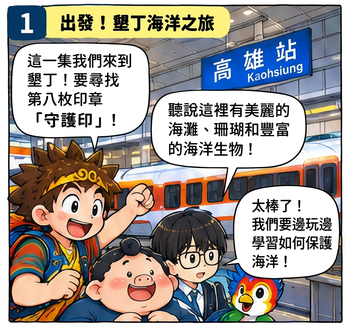 1 出發！墾丁海洋之旅
這一集我們來到
墾丁！要尋找
第八枚印章
「守護印」！
高雄站
Kaohsiung
聽說這裡有美麗的
海灘、珊瑚和豐富
的海洋生物！
太棒了！
我們要邊玩邊
學習如何保護
海洋！